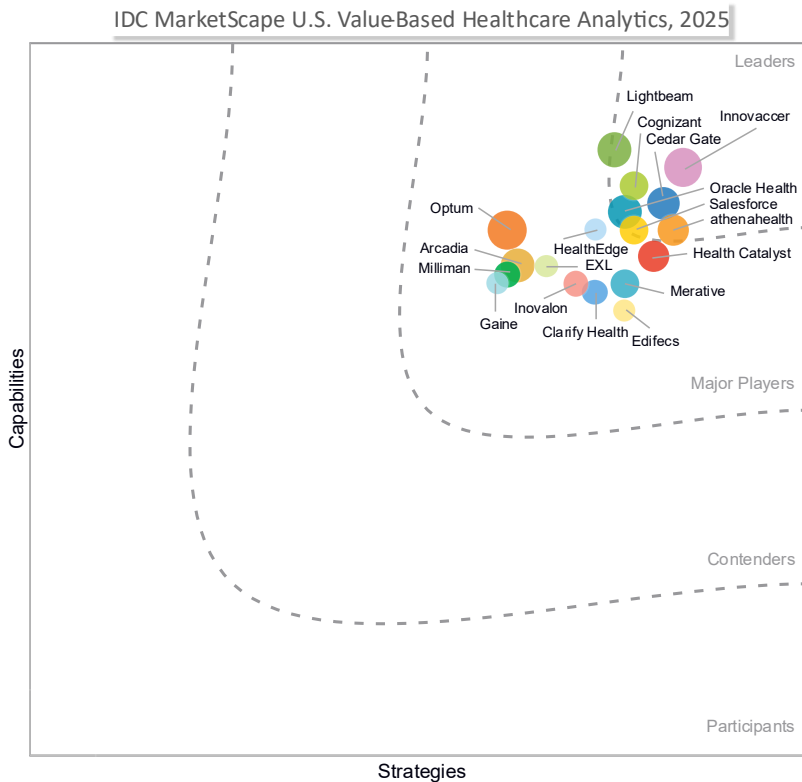 IDC MarketScape U.S. Value-Based Healthcare Analytics, 2025
Leaders
Lightbeam
Innovaccer
Cognizant
Cedar Gate
Oracle Health
Salesforce
athenahealth
Optum
HealthEdge
Arcadia
Health Catalyst
EXL
Milliman
Merative
Inovalon
Gaine
Clarify Health
Edifecs
Major Players
Capabilities
Contenders
Participants
Strategies